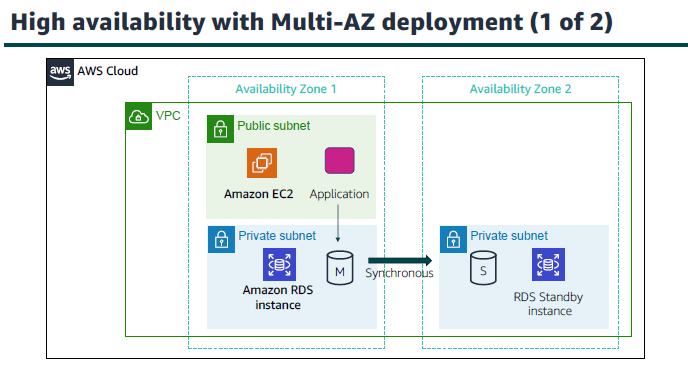 High availability with Multi-AZ deployment (1 of 2)
aws
AWS Cloud
Availability Zone 1
Availability Zone 2
VPC
Public subnet
Amazon EC2
Application
Private subnet
Private subnet
M
Synchronous
S
Amazon RDS
instance
RDS Standby
instance